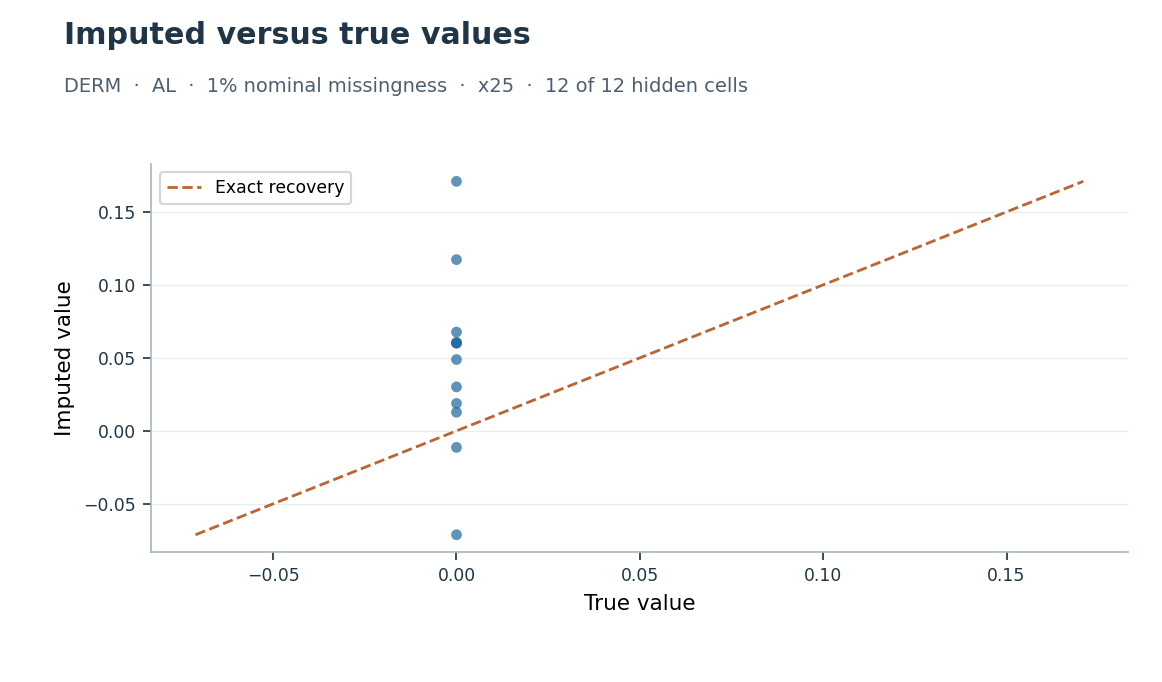 Imputed versus true values
DERM · AL · 1% nominal missingness · x25 · 12 of 12 hidden cells
Exact recovery
Imputed value
0.15
0.10
0.05
0.00
−0.05
−0.05
0.00
0.05
0.10
0.15
True value